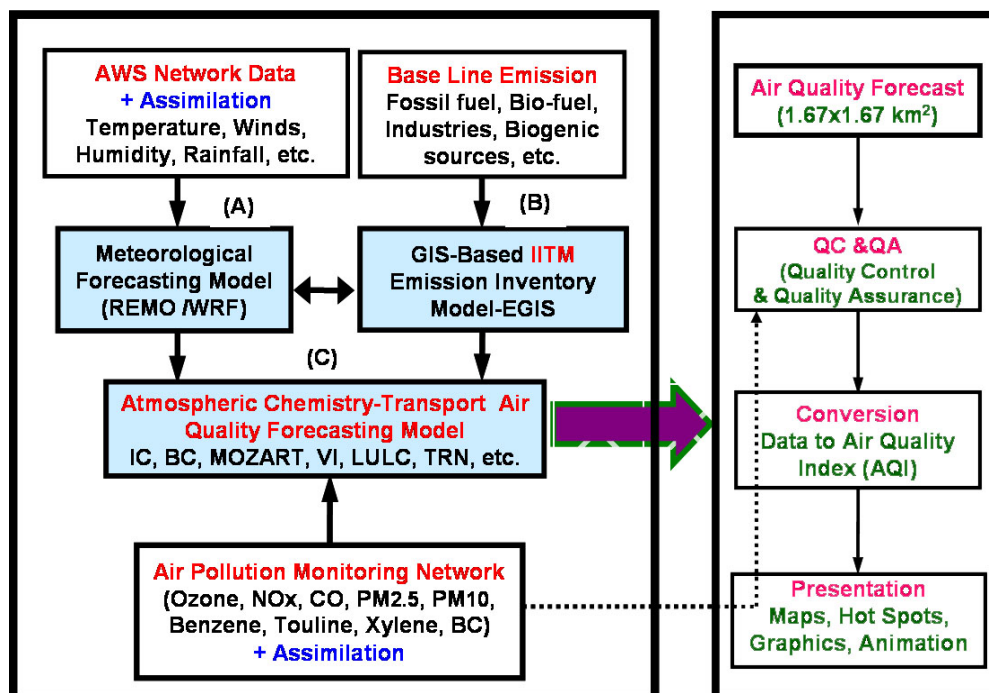 AWS Network Data
+ Assimilation
Temperature, Winds,
Humidity, Rainfall, etc.
Base Line Emission
Fossil fuel, Bio-fuel,
Industries, Biogenic
sources, etc.
(A)
(B)
Meteorological
Forecasting Model
(REMO /WRF)
GIS-Based IITM
Emission Inventory
Model-EGIS
(C)
Atmospheric Chemistry-Transport Air
Quality Forecasting Model
IC, BC, MOZART, VI, LULC, TRN, etc.
Air Pollution Monitoring Network
(Ozone, NOx, CO, PM2.5, PM10,
Benzene, Touline, Xylene, BC)
+ Assimilation
Air Quality Forecast
(1.67x1.67 km²)
QC &QA
(Quality Control
& Quality Assurance)
Conversion
Data to Air Quality
Index (AQI)
Presentation
Maps, Hot Spots,
Graphics, Animation